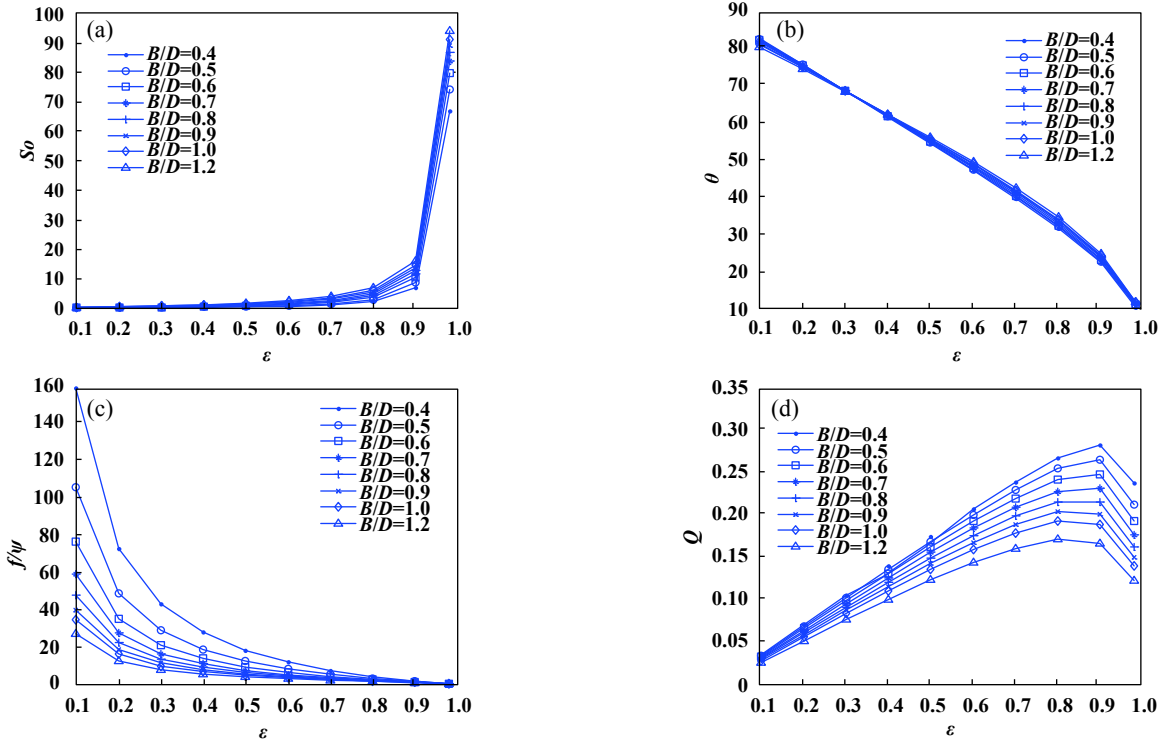 (a)
100
90
80
70
60
50
40
30
20
10
0
So
B/D=0.4
B/D=0.5
B/D=0.6
B/D=0.7
B/D=0.8
B/D=0.9
B/D=1.0
B/D=1.2
0.1 0.2 0.3 0.4 0.5 0.6 0.7 0.8 0.9 1.0
ε
(b)
90
80
70
60
50
40
30
20
10
θ
B/D=0.4
B/D=0.5
B/D=0.6
B/D=0.7
B/D=0.8
B/D=0.9
B/D=1.0
B/D=1.2
0.1 0.2 0.3 0.4 0.5 0.6 0.7 0.8 0.9 1.0
ε
(c)
160
140
120
100
80
60
40
20
0
f/ψ
B/D=0.4
B/D=0.5
B/D=0.6
B/D=0.7
B/D=0.8
B/D=0.9
B/D=1.0
B/D=1.2
0.1 0.2 0.3 0.4 0.5 0.6 0.7 0.8 0.9 1.0
ε
(d)
0.35
0.30
0.25
0.20
0.15
0.10
0.05
0
Q
B/D=0.4
B/D=0.5
B/D=0.6
B/D=0.7
B/D=0.8
B/D=0.9
B/D=1.0
B/D=1.2
0.1 0.2 0.3 0.4 0.5 0.6 0.7 0.8 0.9 1.0
ε